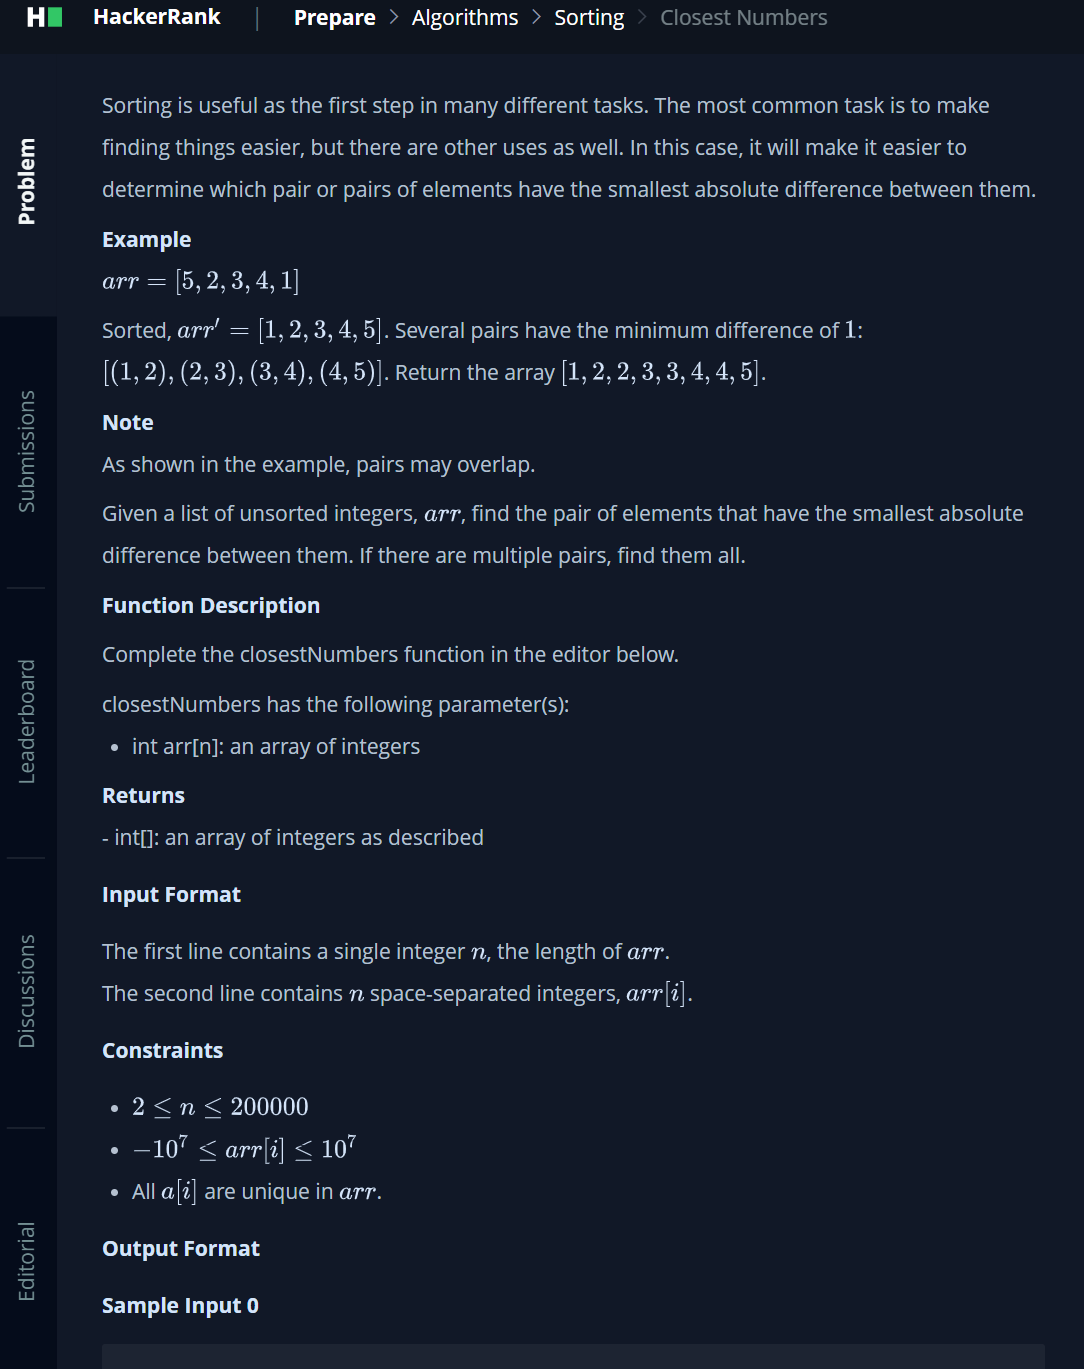 HackerRank | Prepare > Algorithms > Sorting > Closest Numbers
Problem
Submissions
Leaderboard
Discussions
Editorial
Sorting is useful as the first step in many different tasks. The most common task is to make
finding things easier, but there are other uses as well. In this case, it will make it easier to
determine which pair or pairs of elements have the smallest absolute difference between them.
Example
arr = [5, 2, 3, 4, 1]
Sorted, arr′ = [1, 2, 3, 4, 5]. Several pairs have the minimum difference of 1:
[(1, 2), (2, 3), (3, 4), (4, 5)]. Return the array [1, 2, 2, 3, 3, 4, 4, 5].
Note
As shown in the example, pairs may overlap.
Given a list of unsorted integers, arr, find the pair of elements that have the smallest absolute
difference between them. If there are multiple pairs, find them all.
Function Description
Complete the closestNumbers function in the editor below.
closestNumbers has the following parameter(s):
• int arr[n]: an array of integers
Returns
- int[]: an array of integers as described
Input Format
The first line contains a single integer n, the length of arr.
The second line contains n space-separated integers, arr[i].
Constraints
• 2 ≤ n ≤ 200000
• −10⁷ ≤ arr[i] ≤ 10⁷
• All a[i] are unique in arr.
Output Format
Sample Input 0